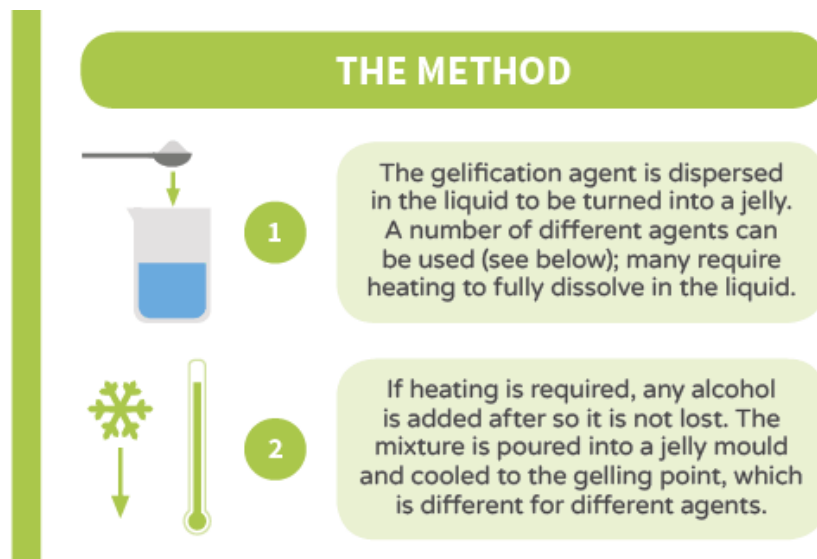 THE METHOD
1
The gelification agent is dispersed
in the liquid to be turned into a jelly.
A number of different agents can
be used (see below); many require
heating to fully dissolve in the liquid.
2
If heating is required, any alcohol
is added after so it is not lost. The
mixture is poured into a jelly mould
and cooled to the gelling point, which
is different for different agents.